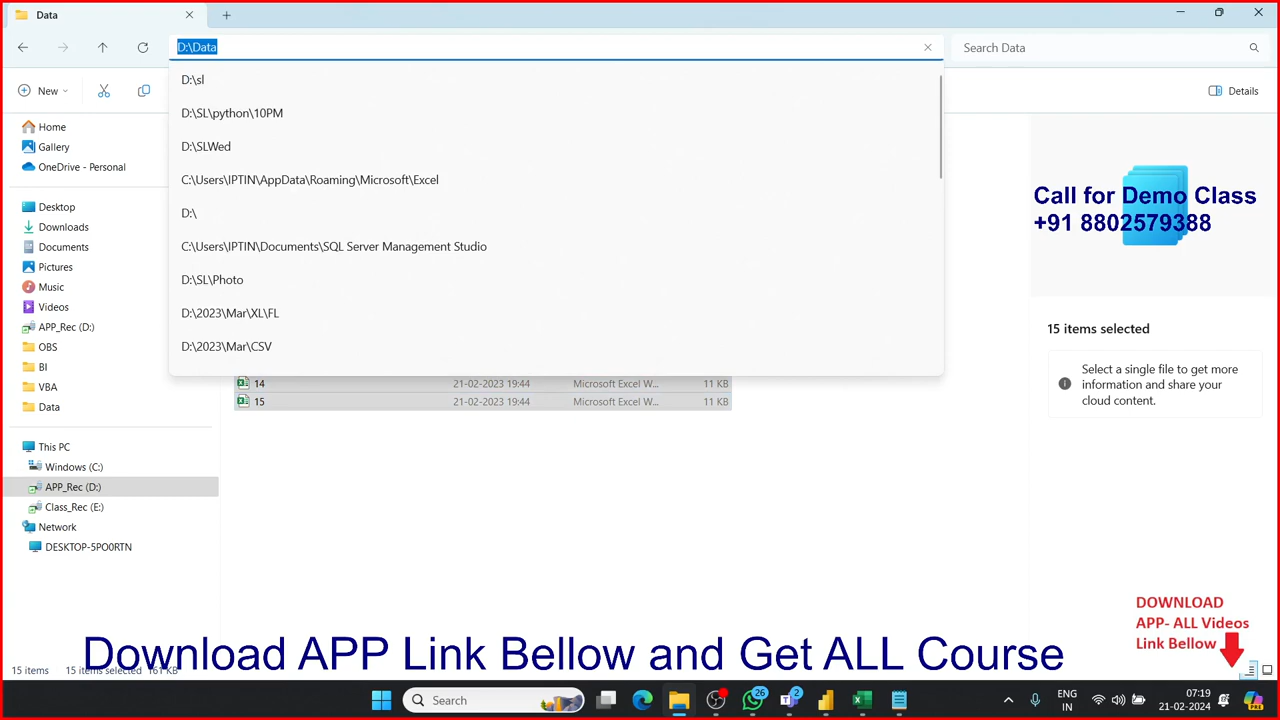 Data
D:\Data
Search Data
New
Details
D:\sl
D:\SL\python\10PM
D:\SLWed
C:\Users\IPTIN\AppData\Roaming\Microsoft\Excel
D:\
C:\Users\IPTIN\Documents\SQL Server Management Studio
D:\SL\Photo
D:\2023\Mar\XL\FL
D:\2023\Mar\CSV
Home
Gallery
OneDrive - Personal
Desktop
Downloads
Documents
Pictures
Music
Videos
APP_Rec (D:)
OBS
BI
VBA
Data
This PC
Windows (C:)
APP_Rec (D:)
Class_Rec (E:)
Network
DESKTOP-5PO0RTN
14 21-02-2023 19:44 Microsoft Excel W... 11 KB
15 21-02-2023 19:44 Microsoft Excel W... 11 KB
Call for Demo Class
+91 8802579388
15 items selected
Select a single file to get more
information and share your
cloud content.
DOWNLOAD
APP- ALL Videos
Link Bellow
Download APP Link Bellow and Get ALL Course
15 items 15 items selected 161 KB
Search
26
2
ENG
IN
07:19
21-02-2024
PRE